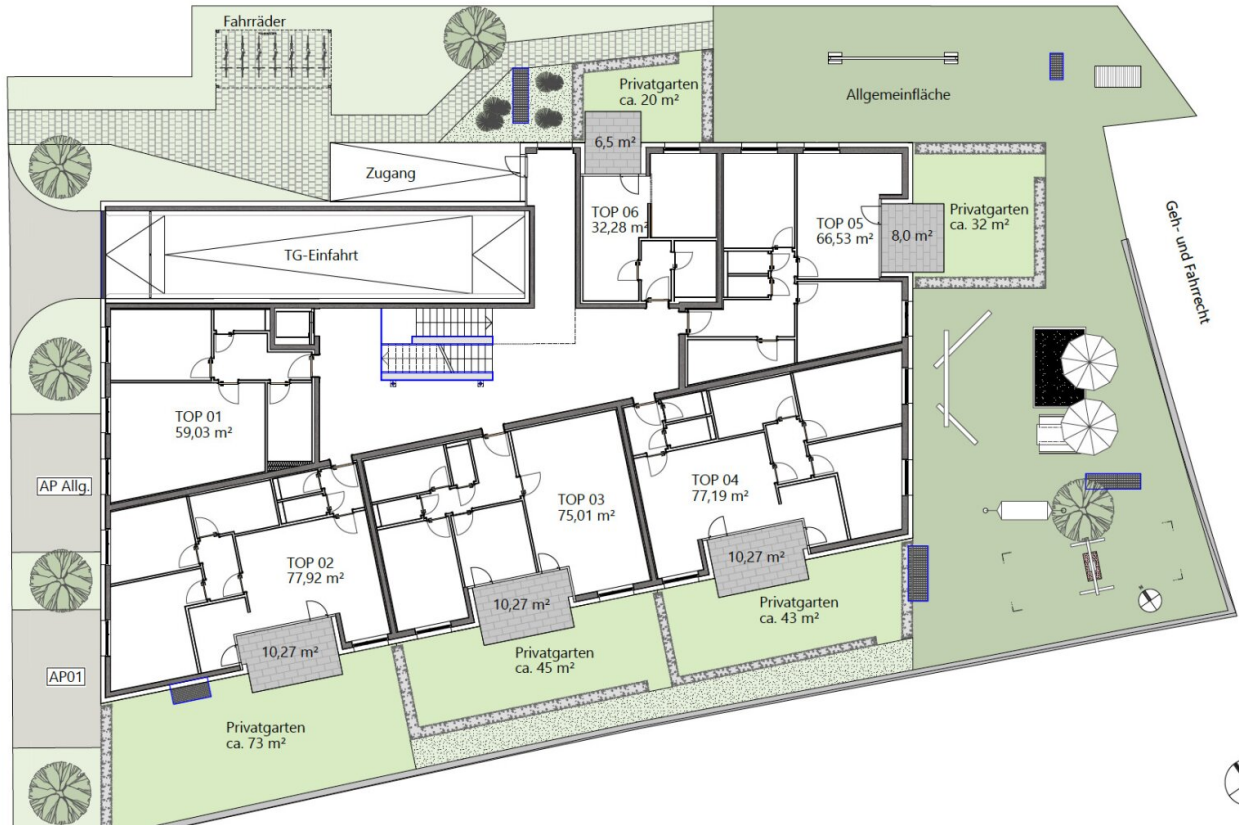 Fahrräder
Privatgarten
ca. 20 m²
Allgemeinfläche
6,5 m²
Zugang
TOP 06
32,28 m²
TOP 05
66,53 m²
8,0 m²
Privatgarten
ca. 32 m²
Geh- und Fahrrecht
TG-Einfahrt
TOP 01
59,03 m²
AP Allg.
TOP 02
77,92 m²
TOP 03
75,01 m²
TOP 04
77,19 m²
10,27 m²
10,27 m²
10,27 m²
Privatgarten
ca. 43 m²
Privatgarten
ca. 45 m²
AP01
Privatgarten
ca. 73 m²